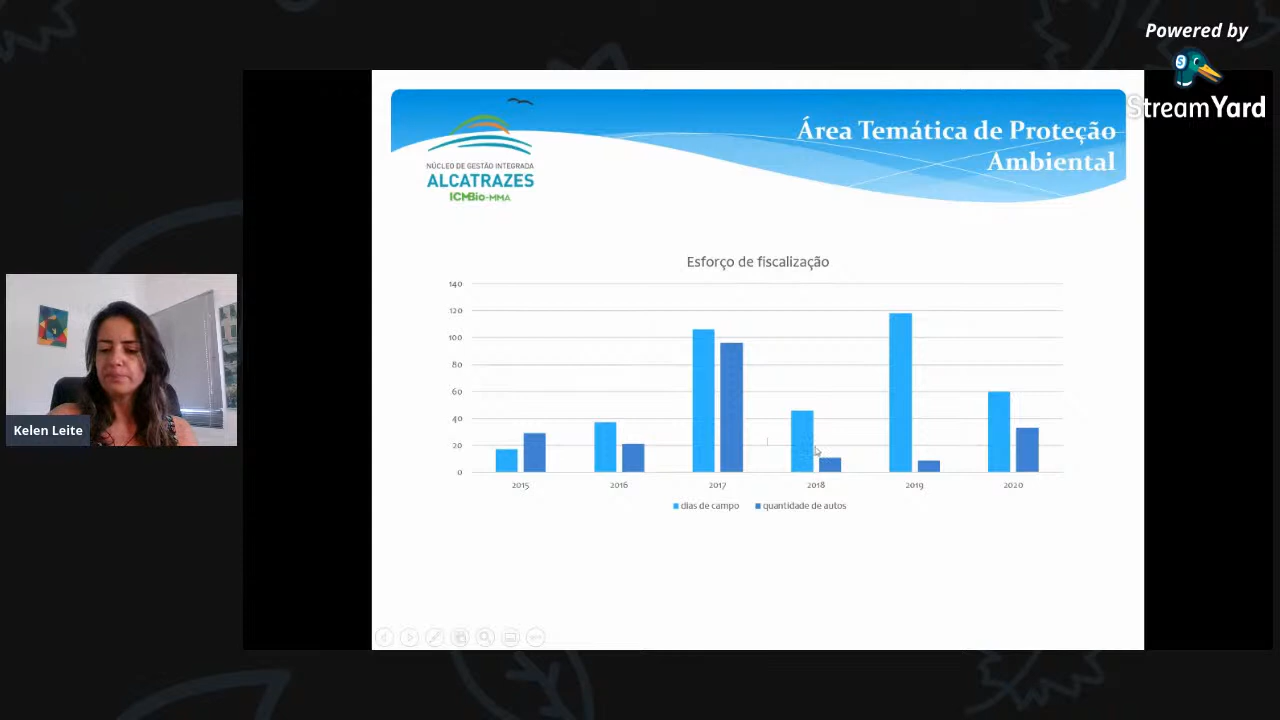 Powered by
StreamYard
Área Temática de Proteção
Ambiental
NÚCLEO DE GESTÃO INTEGRADA
ALCATRAZES
ICMBio-MMA
Esforço de fiscalização
140
120
100
80
60
40
20
0
2015 2016 2017 2018 2019 2020
dias de campo quantidade de autos
Kelen Leite